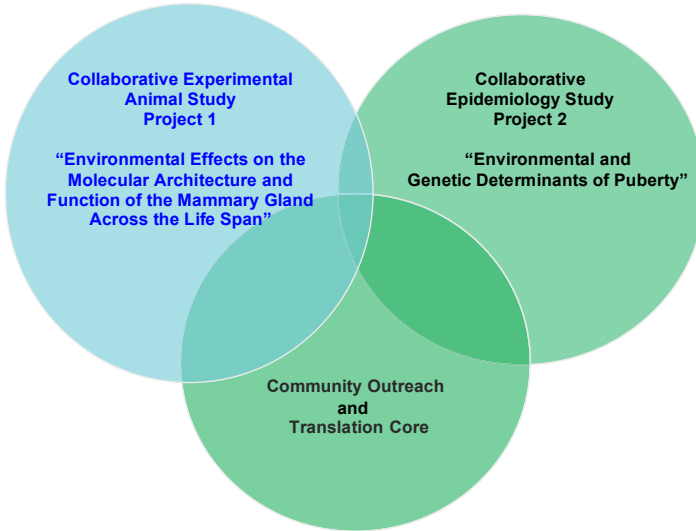 Collaborative Experimental
Animal Study
Project 1
“Environmental Effects on the
Molecular Architecture and
Function of the Mammary Gland
Across the Life Span”
Collaborative
Epidemiology Study
Project 2
“Environmental and
Genetic Determinants of Puberty”
Community Outreach
and
Translation Core